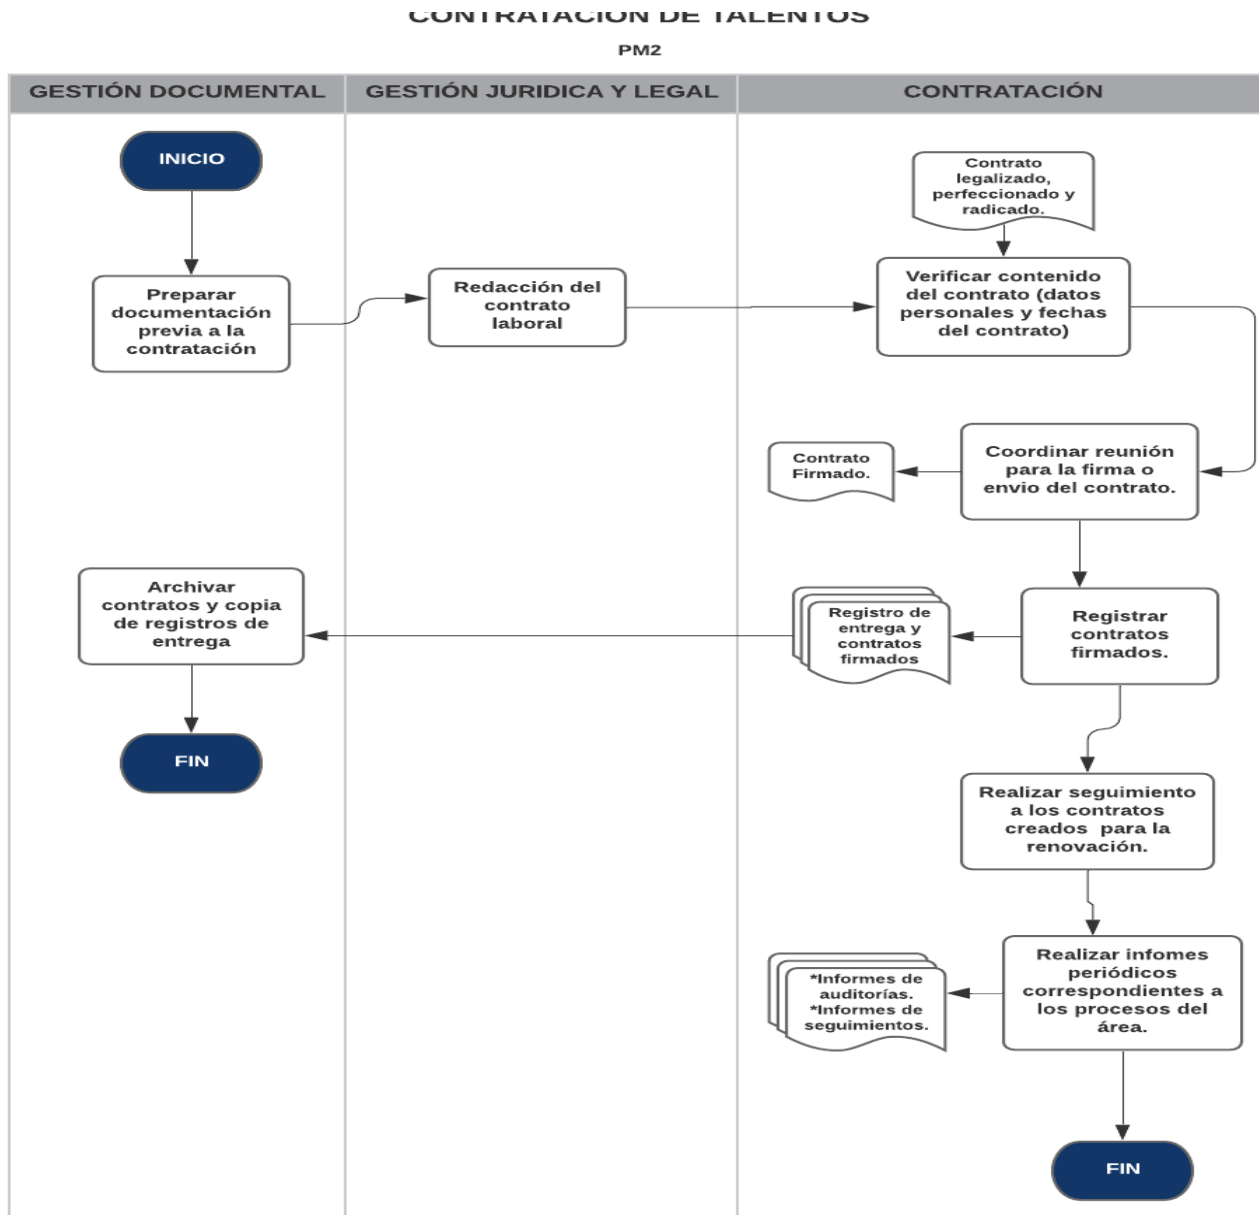 CONTRATACIÓN DE TALENTOS
PM2
GESTIÓN DOCUMENTAL
GESTIÓN JURIDICA Y LEGAL
CONTRATACIÓN
INICIO
Contrato
legalizado,
perfeccionado y
radicado.
Preparar
documentación
previa a la
contratación
Redacción del
contrato
laboral
Verificar contenido
del contrato (datos
personales y fechas
del contrato)
Contrato
Firmado.
Coordinar reunión
para la firma o
envio del contrato.
Archivar
contratos y copia
de registros de
entrega
Registro de
entrega y
contratos
firmados
Registrar
contratos
firmados.
FIN
Realizar seguimiento
a los contratos
creados para la
renovación.
*Informes de
auditorías.
*Informes de
seguimientos.
Realizar infomes
periódicos
correspondientes a
los procesos del
área.
FIN